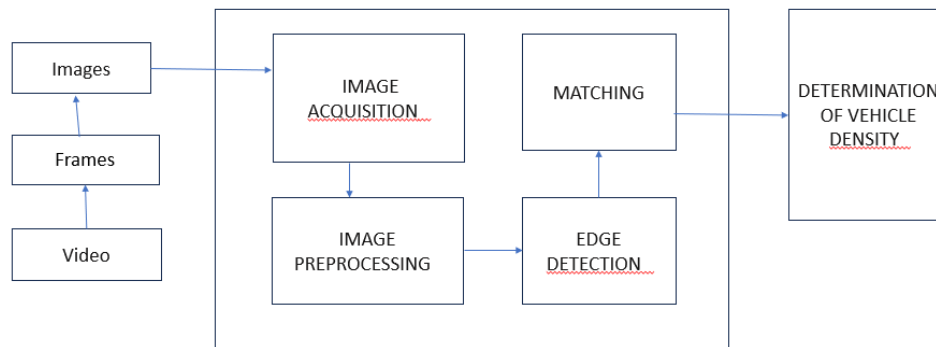 Images
Frames
Video
IMAGE
ACQUISITION
IMAGE
PREPROCESSING
EDGE
DETECTION
MATCHING
DETERMINATION
OF VEHICLE
DENSITY